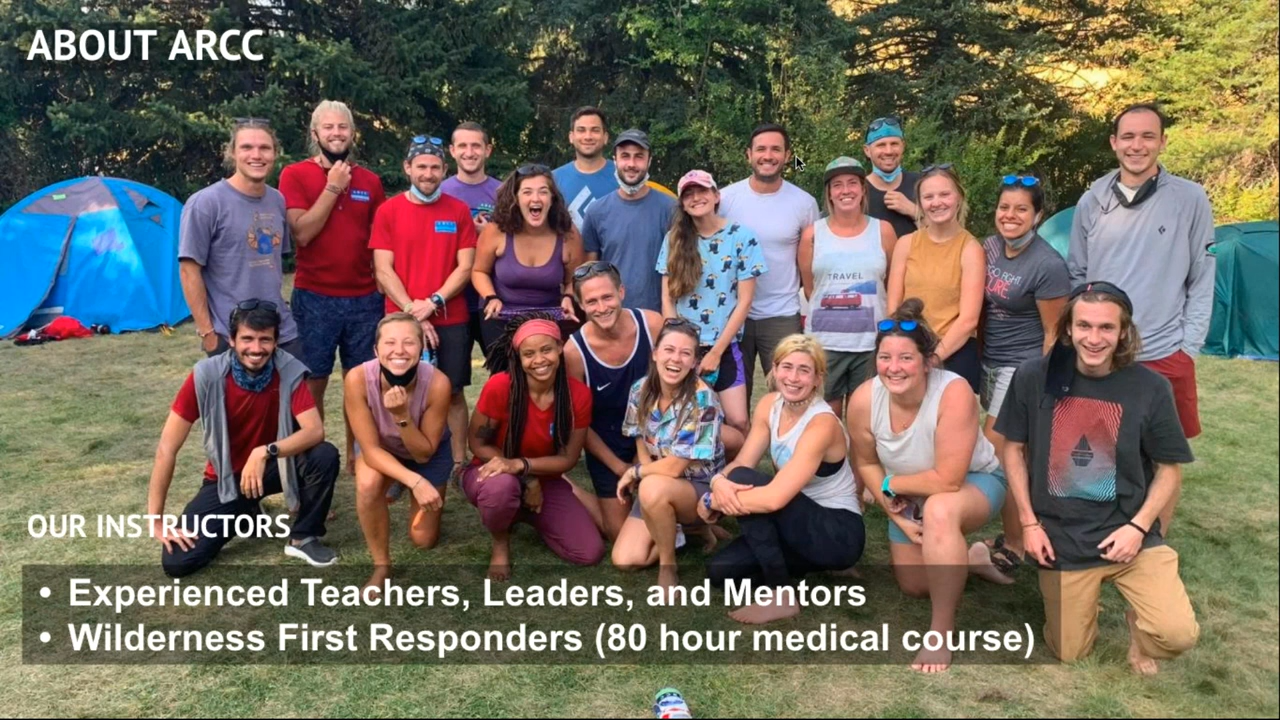 ABOUT ARCC
TRAVEL
OUR INSTRUCTORS
• Experienced Teachers, Leaders, and Mentors
• Wilderness First Responders (80 hour medical course)